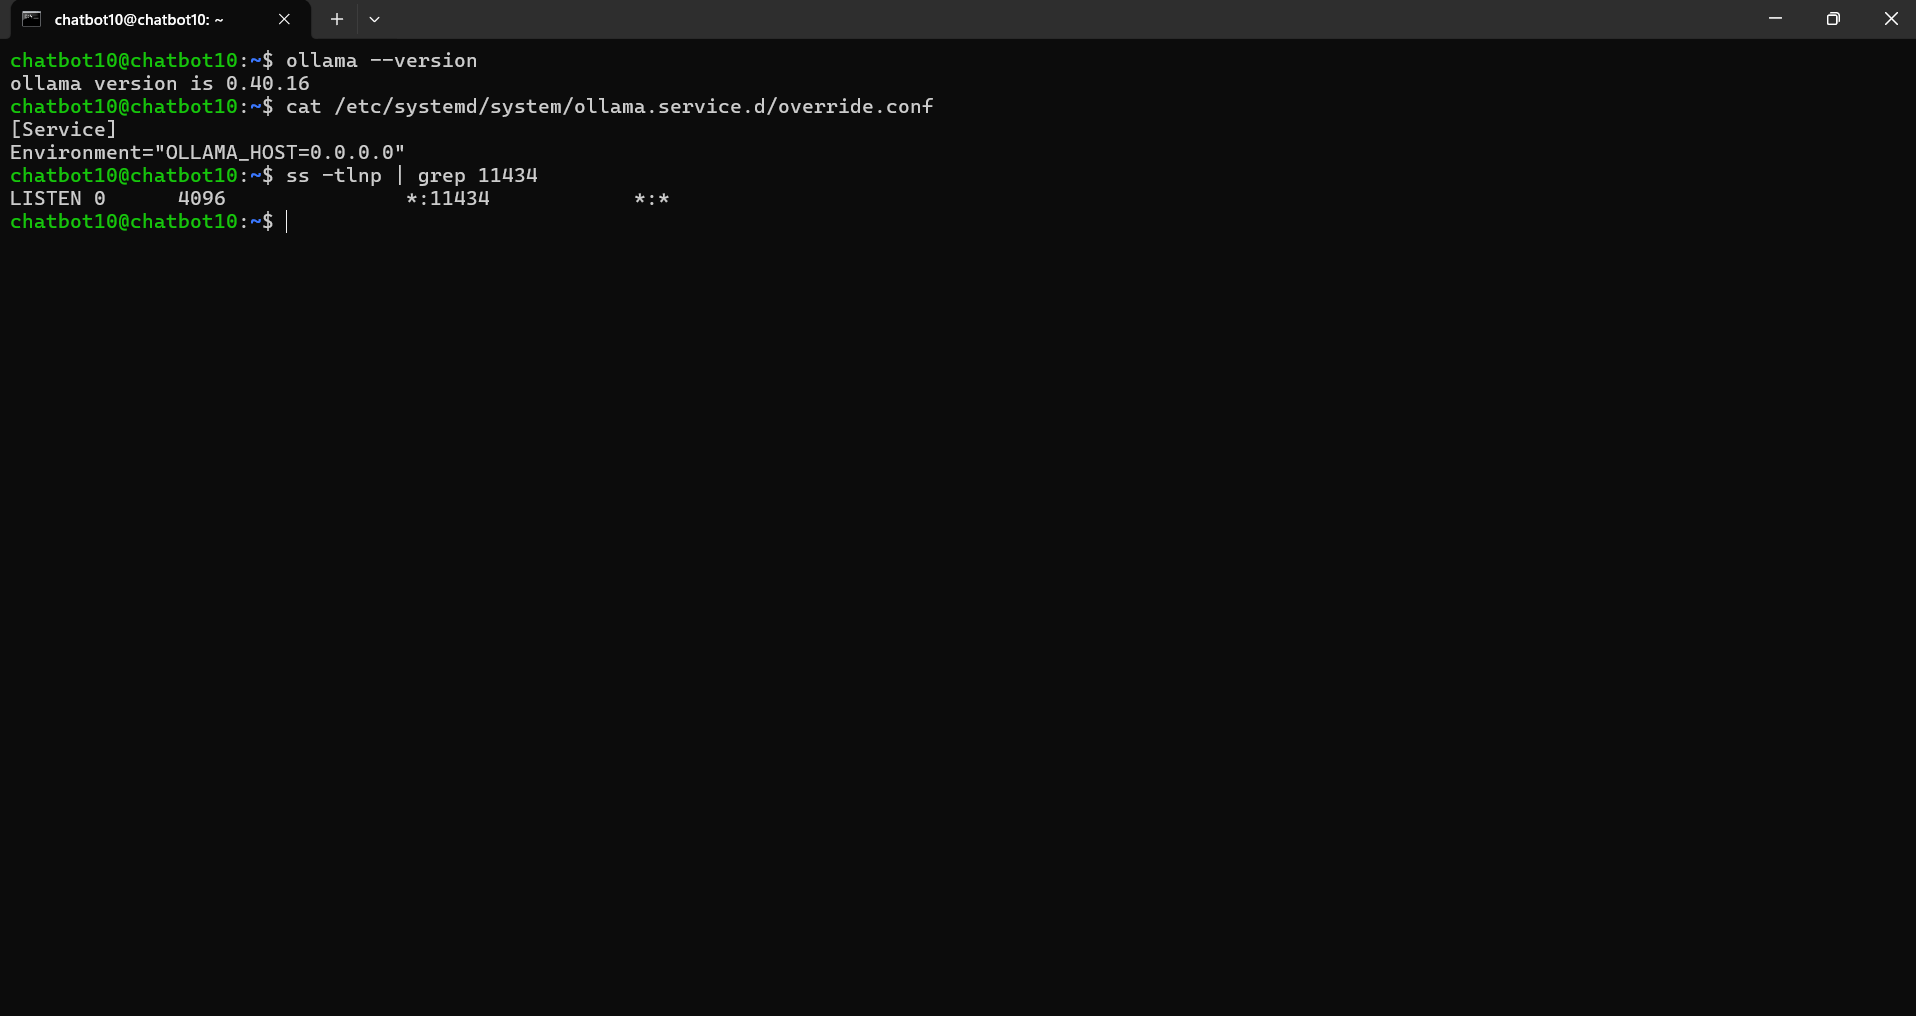 chatbot10@chatbot10: ~
chatbot10@chatbot10:~$ ollama --version
ollama version is 0.40.16
chatbot10@chatbot10:~$ cat /etc/systemd/system/ollama.service.d/override.conf
[Service]
Environment="OLLAMA_HOST=0.0.0.0"
chatbot10@chatbot10:~$ ss -tlnp | grep 11434
LISTEN 0      4096               *:11434            *:*
chatbot10@chatbot10:~$